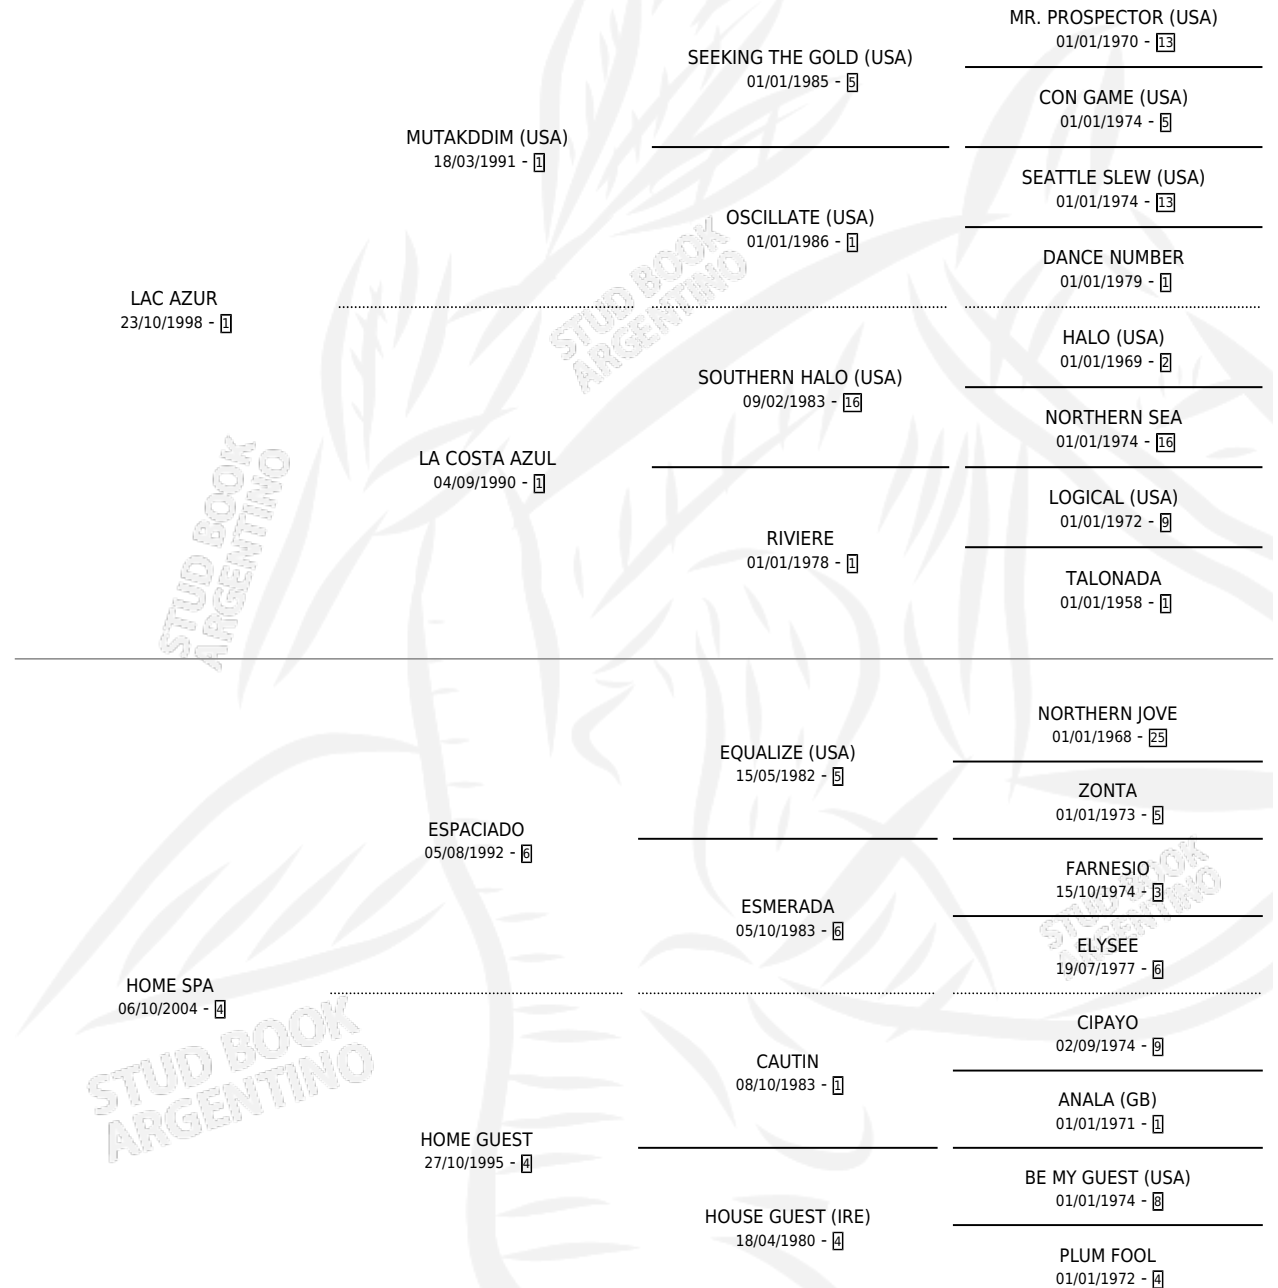 MR. PROSPECTOR (USA)
01/01/1970 - 13
SEEKING THE GOLD (USA)
01/01/1985 - 5
CON GAME (USA)
01/01/1974 - 5
MUTAKDDIM (USA)
18/03/1991 - 1
SEATTLE SLEW (USA)
01/01/1974 - 13
OSCILLATE (USA)
01/01/1986 - 1
DANCE NUMBER
01/01/1979 - 1
LAC AZUR
23/10/1998 - 1
STUD BOOK
ARGENTINO
HALO (USA)
01/01/1969 - 2
SOUTHERN HALO (USA)
09/02/1983 - 16
NORTHERN SEA
01/01/1974 - 16
LA COSTA AZUL
04/09/1990 - 1
LOGICAL (USA)
01/01/1972 - 9
RIVIERE
01/01/1978 - 1
TALONADA
01/01/1958 - 1
STUD BOOK
ARGENTINO
NORTHERN JOVE
01/01/1968 - 25
EQUALIZE (USA)
15/05/1982 - 5
ZONTA
01/01/1973 - 5
ESPACIADO
05/08/1992 - 6
FARNESIO
15/10/1974 - 3
ESMERADA
05/10/1983 - 6
STUD BOOK
ARGENTINO
ELYSEE
19/07/1977 - 6
HOME SPA
06/10/2004 - 4
STUD BOOK
ARGENTINO
CIPAYO
02/09/1974 - 9
CAUTIN
08/10/1983 - 1
ANALA (GB)
01/01/1971 - 1
HOME GUEST
27/10/1995 - 4
BE MY GUEST (USA)
01/01/1974 - 8
HOUSE GUEST (IRE)
18/04/1980 - 4
PLUM FOOL
01/01/1972 - 4